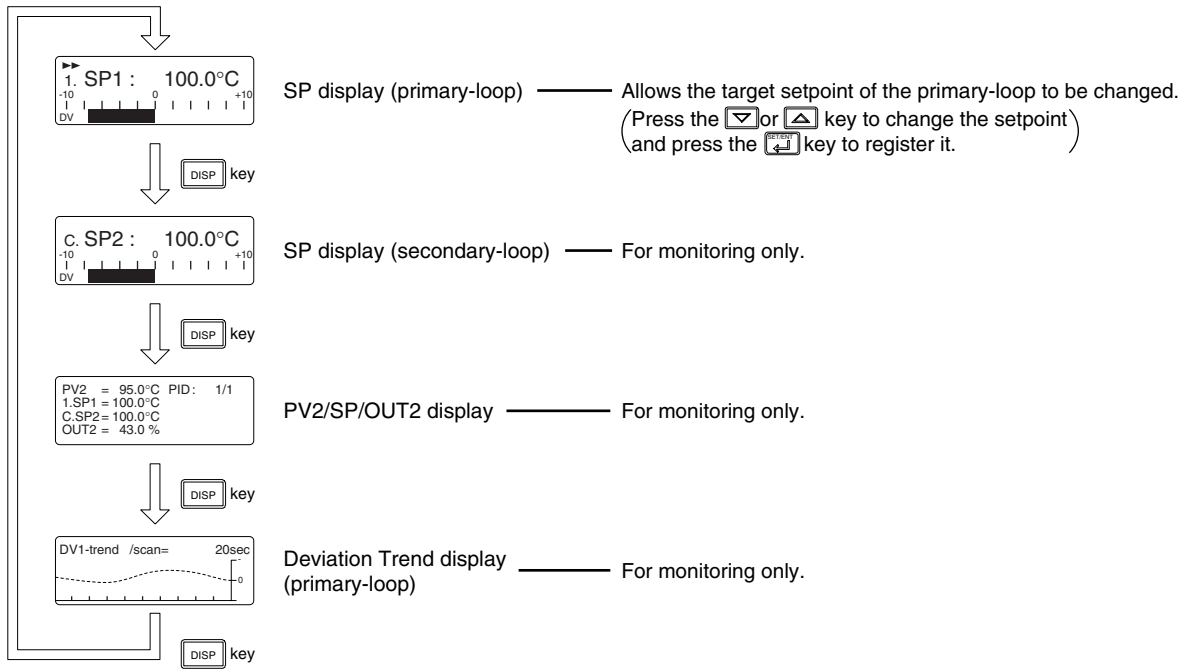 ►►
1. SP1 : 100.0°C
-10 0 +10
DV
SP display (primary-loop)
Allows the target setpoint of the primary-loop to be changed.
(Press the ▽ or △ key to change the setpoint
and press the SET/ENT key to register it.)
DISP key
C. SP2 : 100.0°C
-10 0 +10
DV
SP display (secondary-loop)
For monitoring only.
DISP key
PV2 = 95.0°C PID : 1/1
1.SP1 = 100.0°C
C.SP2 = 100.0°C
OUT2 = 43.0 %
PV2/SP/OUT2 display
For monitoring only.
DISP key
DV1-trend /scan= 20sec
-
0
Deviation Trend display
(primary-loop)
For monitoring only.
DISP key